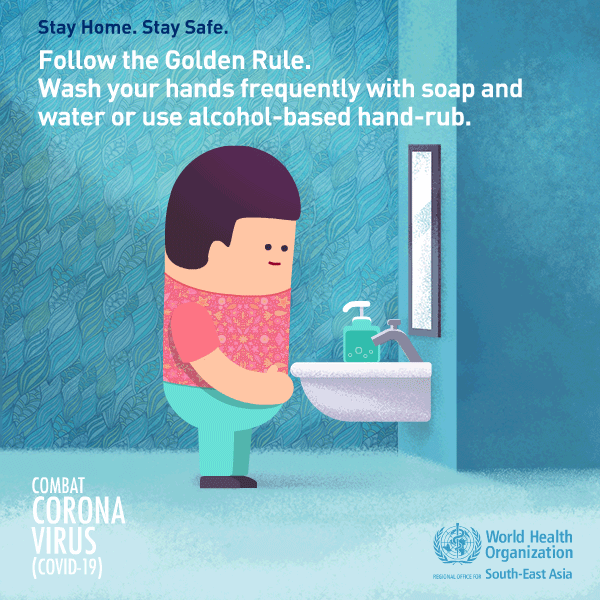 Stay Home. Stay Safe.
Follow the Golden Rule.
Wash your hands frequently with soap and
water or use alcohol-based hand-rub.
COMBAT
CORONA
VIRUS
(COVID-19)
World Health
Organization
REGIONAL OFFICE FOR South-East Asia